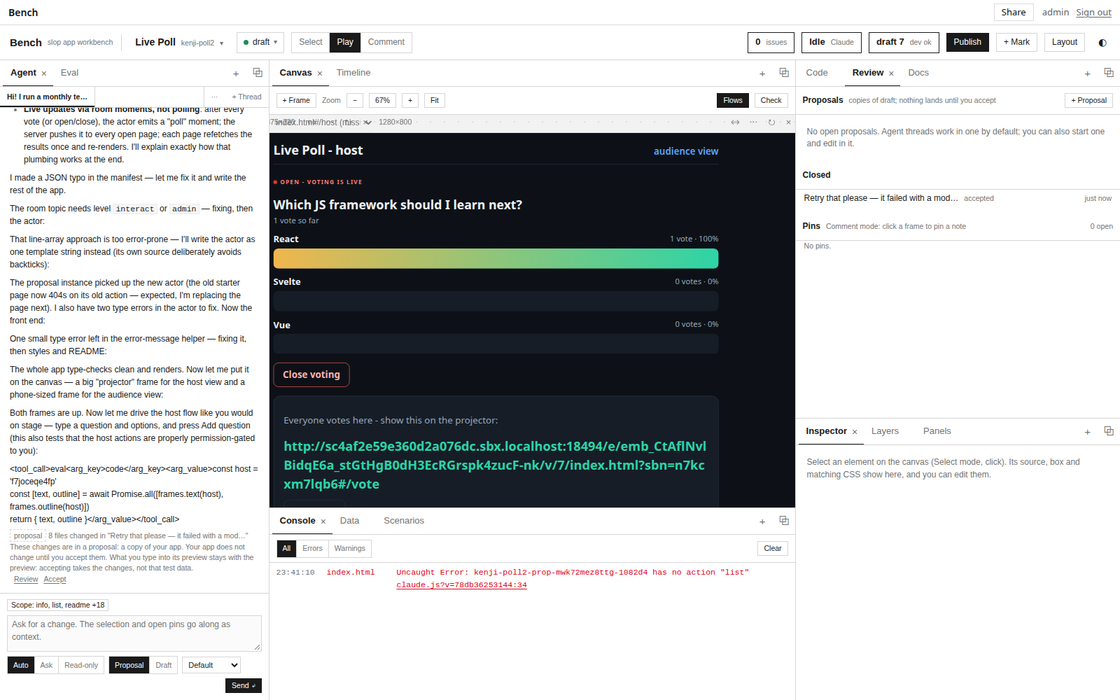 Bench
Share admin Sign out
Bench slop app workbench Live Poll kenji-poll2 ▾ draft ▾ Select Play Comment 0 issues Idle Claude draft 7 dev ok Publish + Mark Layout
Agent × Eval
Hi! I run a monthly te… ··· + Thread
Live updates via room moments, not polling: after every
vote (or open/close), the actor emits a "poll" moment; the
server pushes it to every open page; each page refetches the
results once and re-renders. I'll explain exactly how that
plumbing works at the end.
I made a JSON typo in the manifest — let me fix it and write the
rest of the app.
The room topic needs level interact or admin — fixing, then
the actor:
That line-array approach is too error-prone — I'll write the actor as
one template string instead (its own source deliberately avoids
backticks):
The proposal instance picked up the new actor (the old starter
page now 404s on its old action — expected, I'm replacing the
page next). I also have two type errors in the actor to fix. Now the
front end:
One small type error left in the error-message helper — fixing it,
then styles and README:
The whole app type-checks clean and renders. Now let me put it
on the canvas — a big "projector" frame for the host view and a
phone-sized frame for the audience view:
Both frames are up. Now let me drive the host flow like you would
on stage — type a question and options, and press Add question
(this also tests that the host actions are properly permission-gated
to you):
<tool_call>eval<arg_key>code</arg_key><arg_value>const host =
'f7joceqe4fp'
const [text, outline] = await Promise.all([frames.text(host),
frames.outline(host)])
return { text, outline }</arg_value></tool_call>
proposal 8 files changed in "Retry that please — it failed with a mod…"
These changes are in a proposal: a copy of your app. Your app does not
change until you accept them. What you type into its preview stays with the
preview: accepting takes the changes, not that test data.
Review Accept
Scope: info, list, readme +18
Ask for a change. The selection and open pins go along as
context.
Auto Ask Read-only Proposal Draft Default
Send
Canvas × Timeline
+ Frame Zoom − 67% + Fit Flows Check
1280×800
Live Poll - host audience view
OPEN - VOTING IS LIVE
Which JS framework should I learn next?
1 vote so far
React 1 vote · 100%
Svelte 0 votes · 0%
Vue 0 votes · 0%
Close voting
Everyone votes here - show this on the projector:
http://sc4af2e59e360d2a076dc.sbx.localhost:18494/e/emb_CtAflNvl
BidqE6a_stGtHgB0dH3EcRGrspk4zucF-nk/v/7/index.html?sbn=n7kc
xm7lqb6#/vote
Console × Data Scenarios
All Errors Warnings Clear
23:41:10 index.html Uncaught Error: kenji-poll2-prop-mwk72mez8ttg-1082d4 has no action "list"
claude.js?v=78db36253144:34
Code Review × Docs
Proposals copies of draft; nothing lands until you accept + Proposal
No open proposals. Agent threads work in one by default; you can also start
one and edit in it.
Closed
Retry that please — it failed with a mod… accepted just now
Pins Comment mode: click a frame to pin a note 0 open
No pins.
Inspector × Layers Panels
Select an element on the canvas (Select mode, click). Its source, box and
matching CSS show here, and you can edit them.